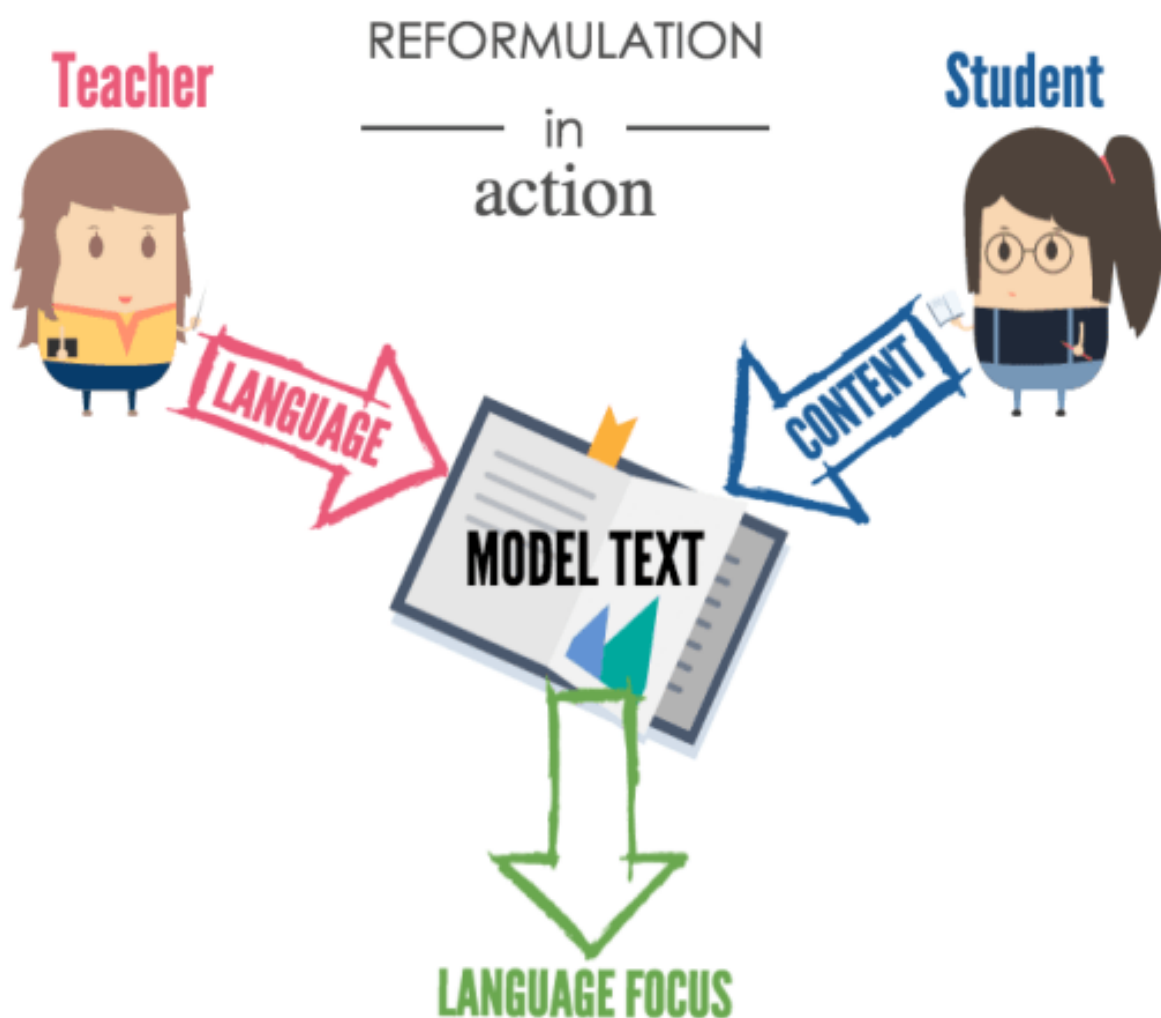 REFORMULATION
in
action
Teacher
Student
LANGUAGE
CONTENT
MODEL TEXT
LANGUAGE FOCUS